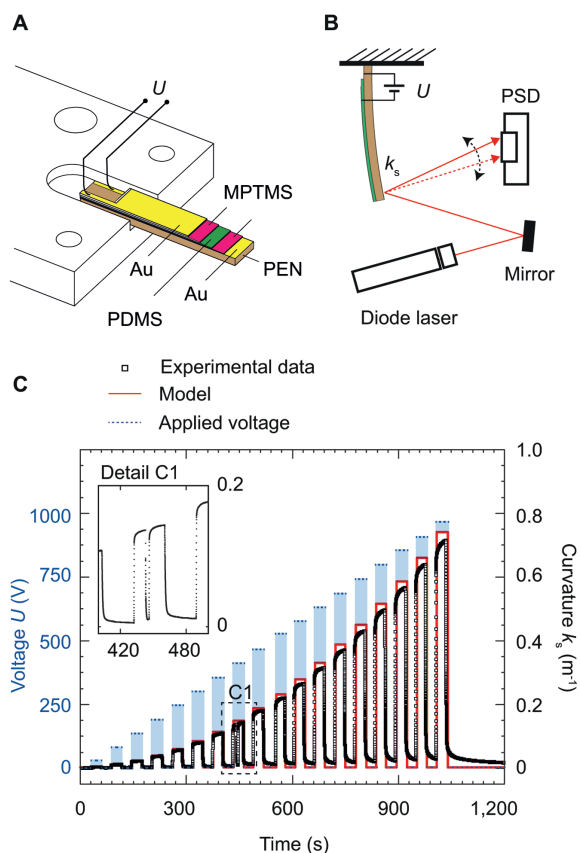 A
U
MPTMS
Au
PEN
Au
PDMS
B
U
PSD
k_s
Mirror
Diode laser
Experimental data
Model
Applied voltage
C
Detail C1
0.2
0
420
480
C1
1000
750
500
250
0
Voltage U (V)
1.0
0.8
0.6
0.4
0.2
0
Curvature k_s (m⁻¹)
0
300
600
900
1,200
Time (s)